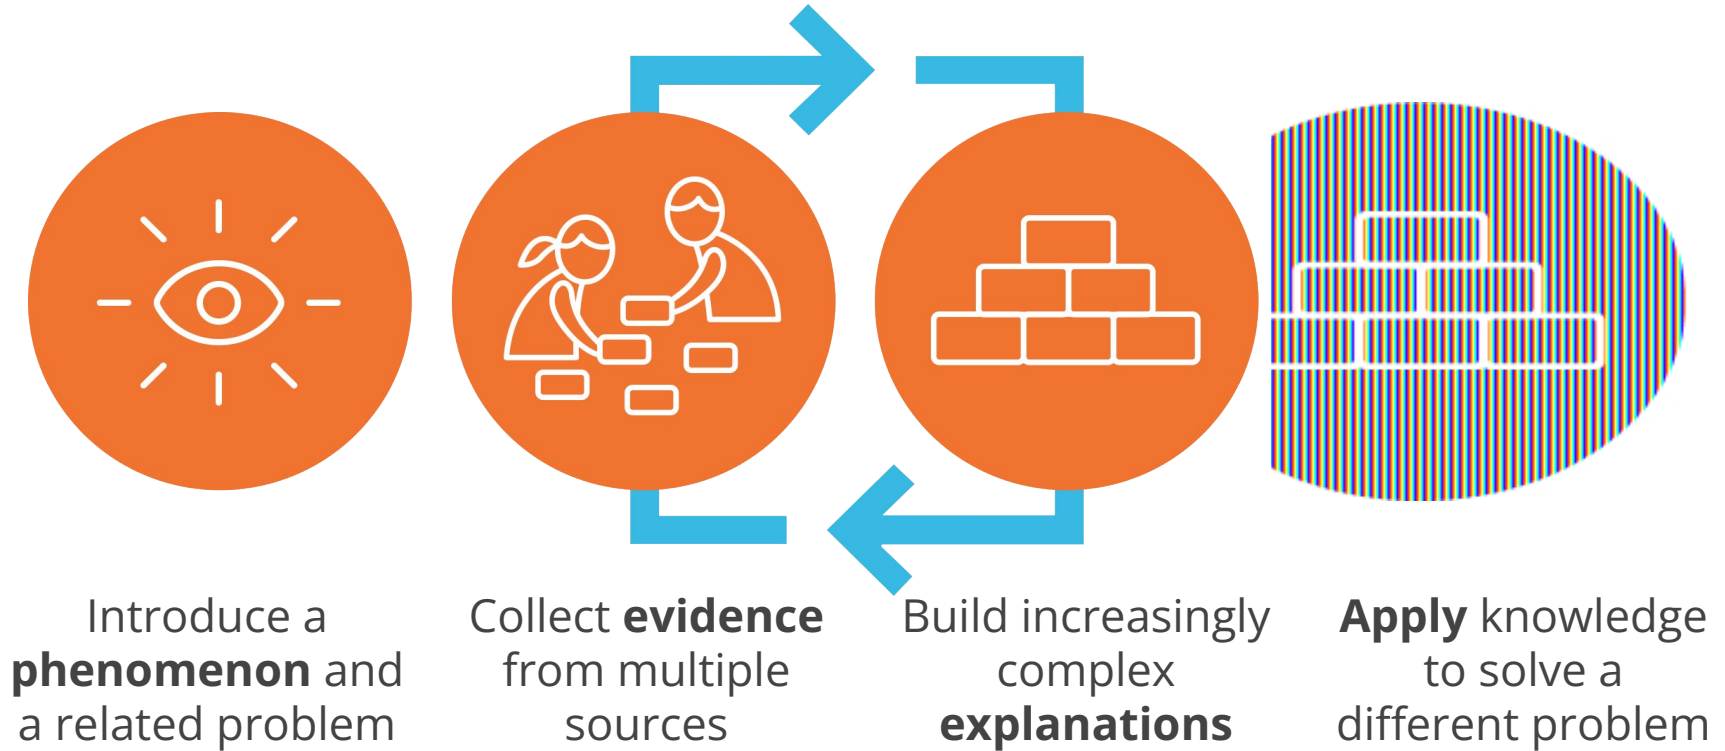 Introduce a
phenomenon and
a related problem
Collect evidence
from multiple
sources
Build increasingly
complex
explanations
Apply knowledge
to solve a
different problem